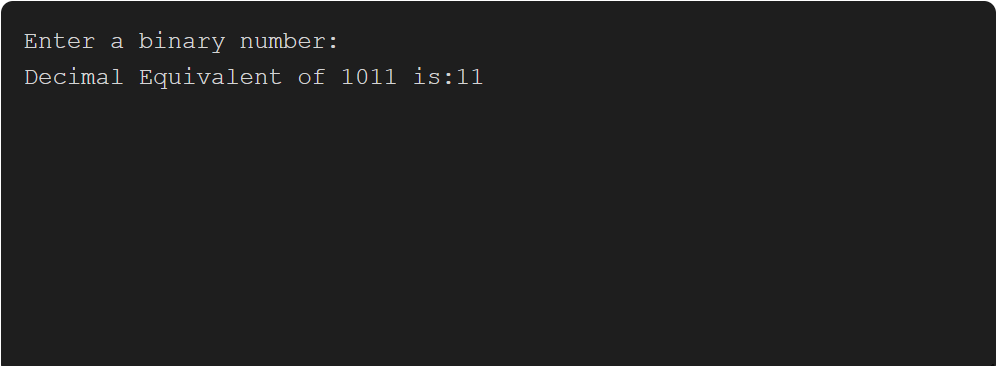 Enter a binary number:
Decimal Equivalent of 1011 is:11